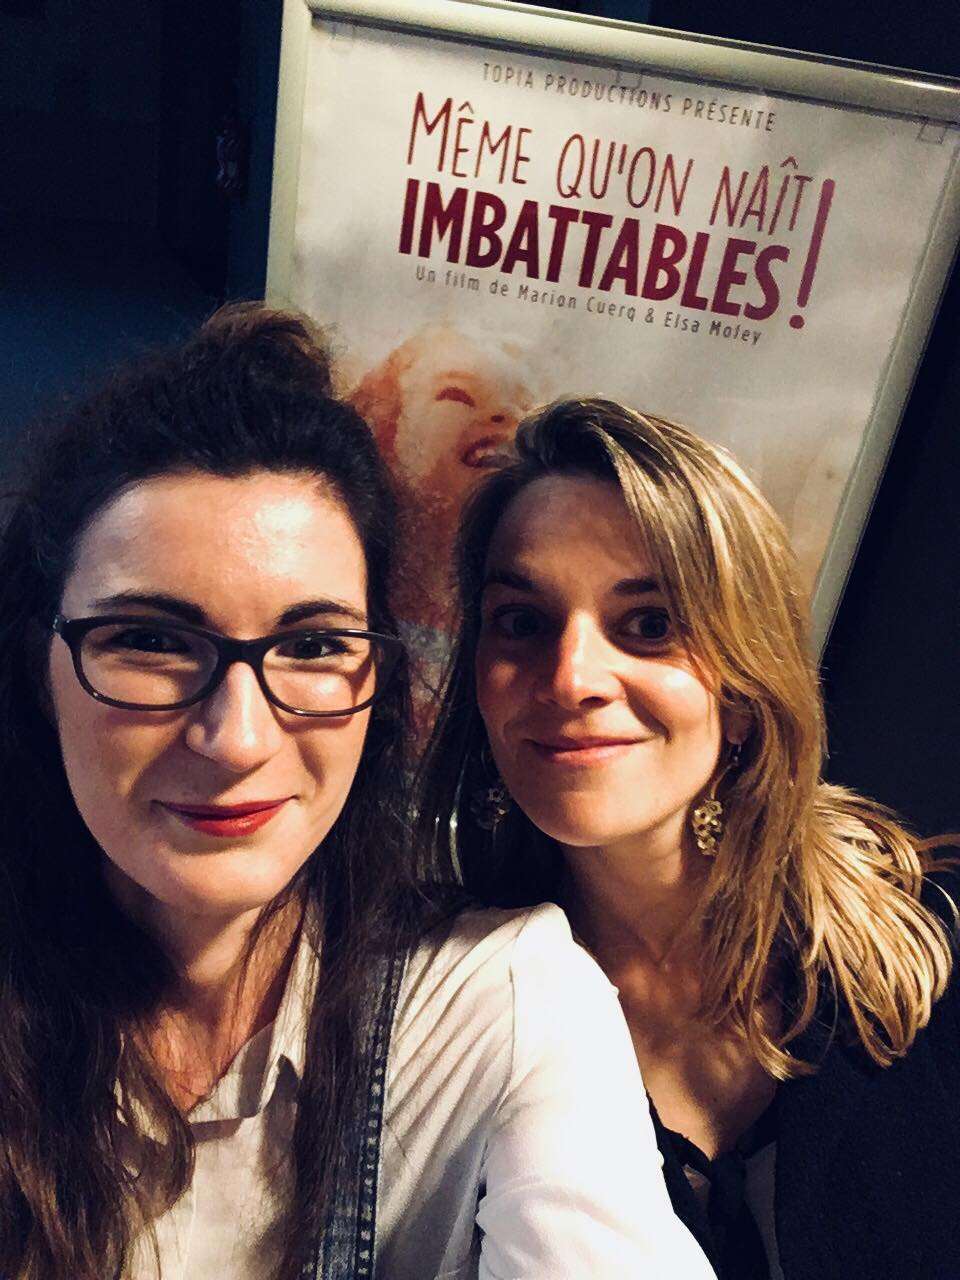 TOPIA PRODUCTIONS PRÉSENTE
MÊME QU'ON NAÎT
IMBATTABLES!
Un film de Marion Cuerq & Elsa Moley